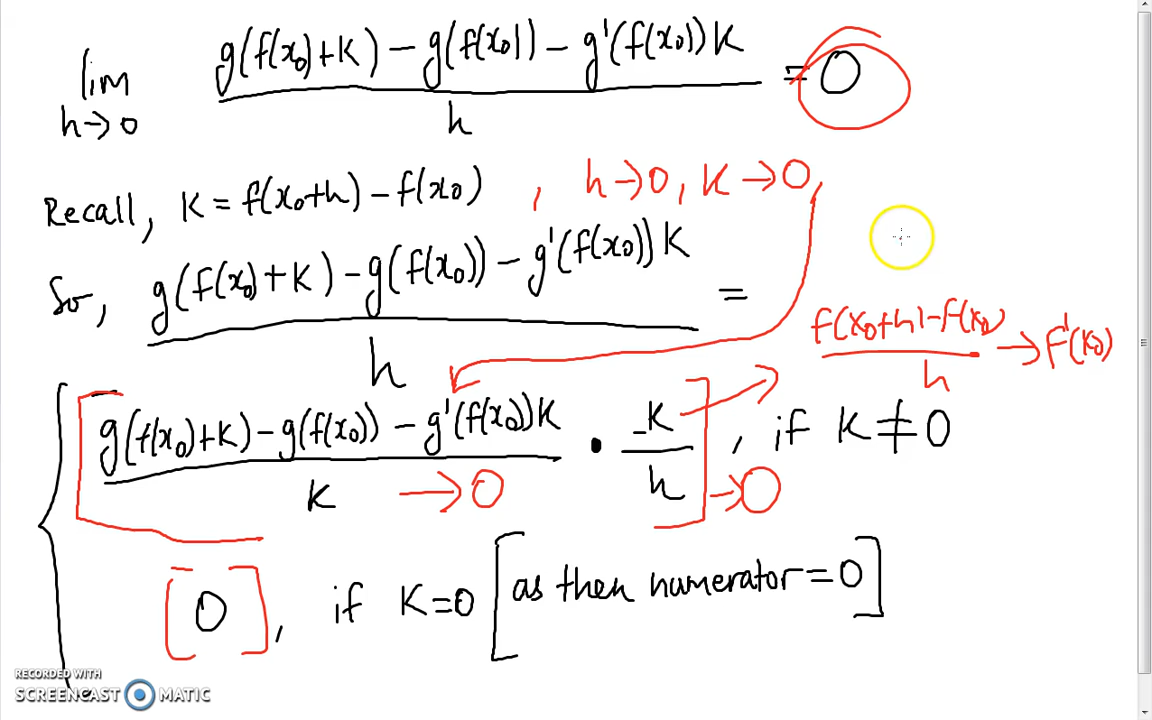 lim h→0 g(f(x₀)+k) − g(f(x₀)) − g'(f(x₀))k / h = 0
Recall, k = f(x₀+h) − f(x₀) , h→0, k→0,
So, g(f(x₀)+k) − g(f(x₀)) − g'(f(x₀))k / h =
f(x₀+h) − f(x₀) / h → f'(x₀)
{ [ g(f(x₀)+k) − g(f(x₀)) − g'(f(x₀))k / k → 0 · k / h ] → 0 , if k ≠ 0
[0], if k=0 [as then numerator = 0]
RECORDED WITH
SCREENCAST MATIC